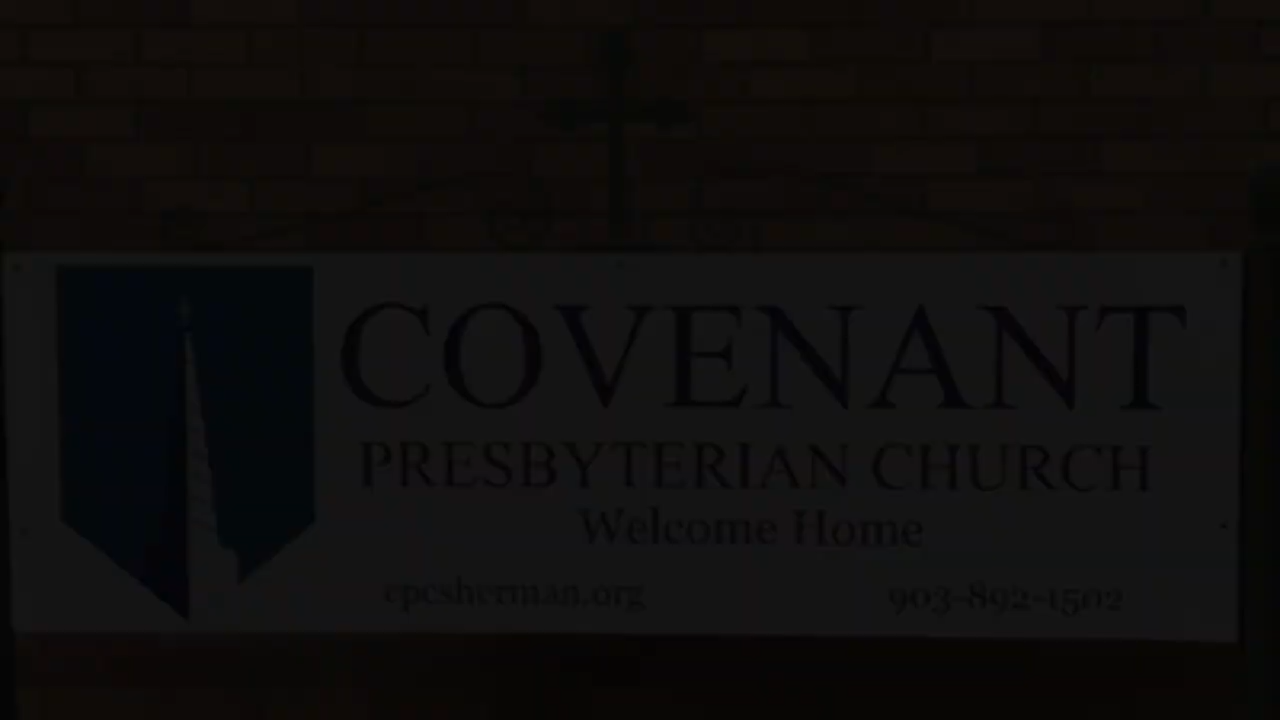 COVENANT
PRESBYTERIAN CHURCH
Welcome Home
cpcsherman.org
903-892-1502